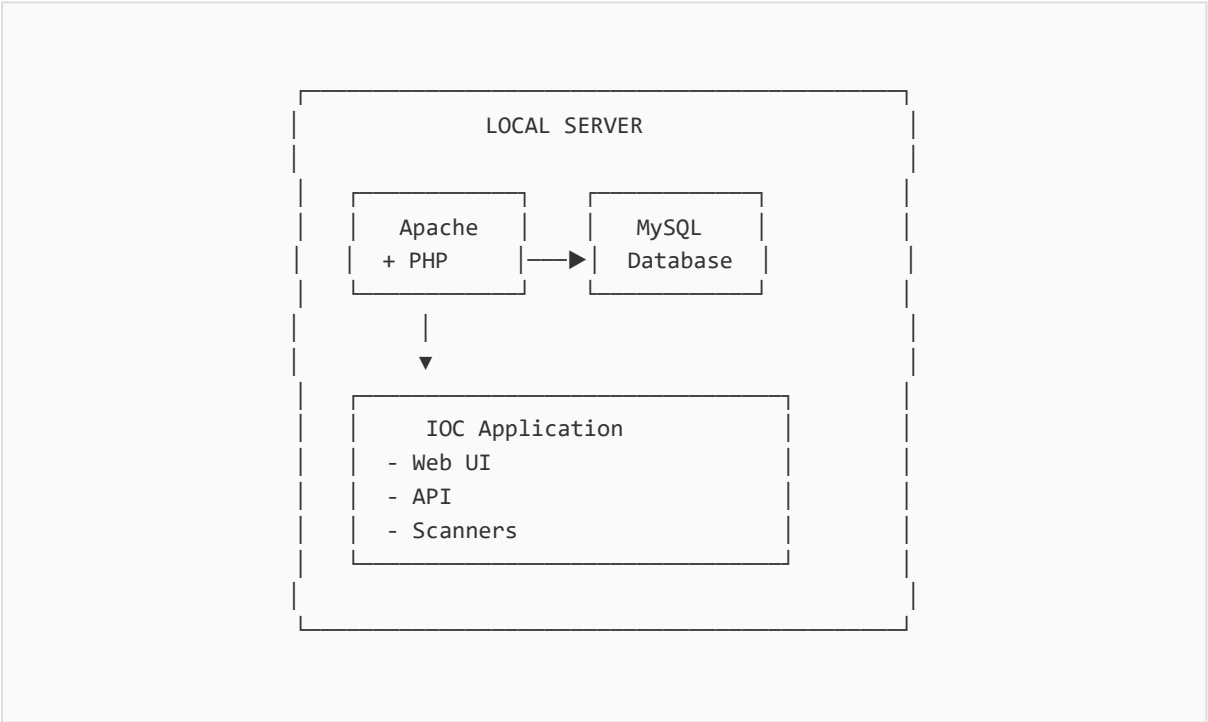 LOCAL SERVER
Apache
+ PHP
MySQL
Database
IOC Application
- Web UI
- API
- Scanners